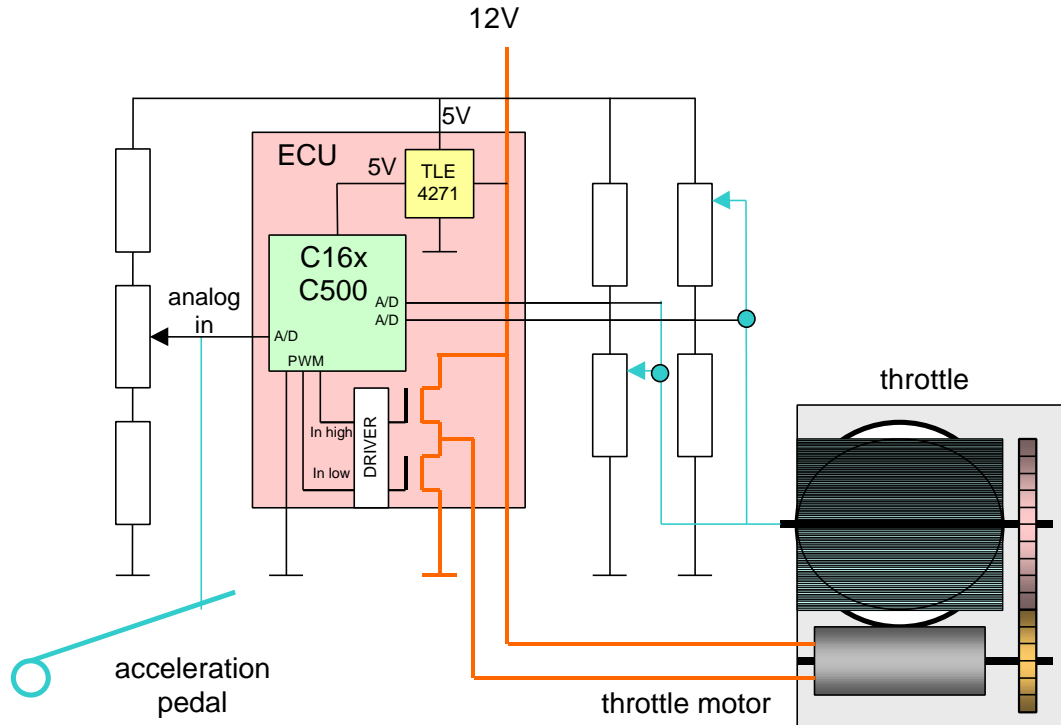 12V
5V
ECU
5V
TLE
4271
C16x
C500
analog
in
A/D
A/D
A/D
PWM
In high
In low
DRIVER
throttle
acceleration
pedal
throttle motor